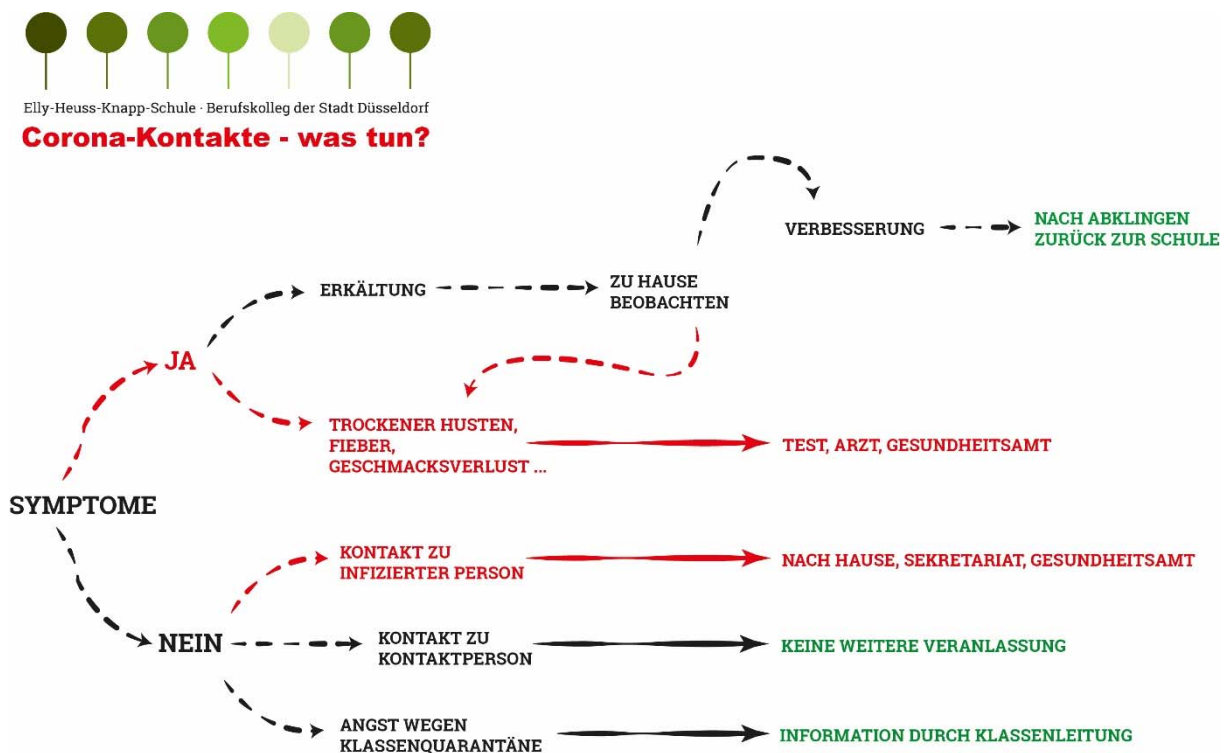 Elly-Heuss-Knapp-Schule · Berufskolleg der Stadt Düsseldorf
Corona-Kontakte - was tun?
VERBESSERUNG
NACH ABKLINGEN
ZURÜCK ZUR SCHULE
ERKÄLTUNG
ZU HAUSE
BEOBACHTEN
JA
TROCKENER HUSTEN,
FIEBER,
GESCHMACKSVERLUST ...
TEST, ARZT, GESUNDHEITSAMT
SYMPTOME
KONTAKT ZU
INFIZIERTER PERSON
NACH HAUSE, SEKRETARIAT, GESUNDHEITSAMT
NEIN
KONTAKT ZU
KONTAKTPERSON
KEINE WEITERE VERANLASSUNG
ANGST WEGEN
KLASSENQUARANTÄNE
INFORMATION DURCH KLASSENLEITUNG